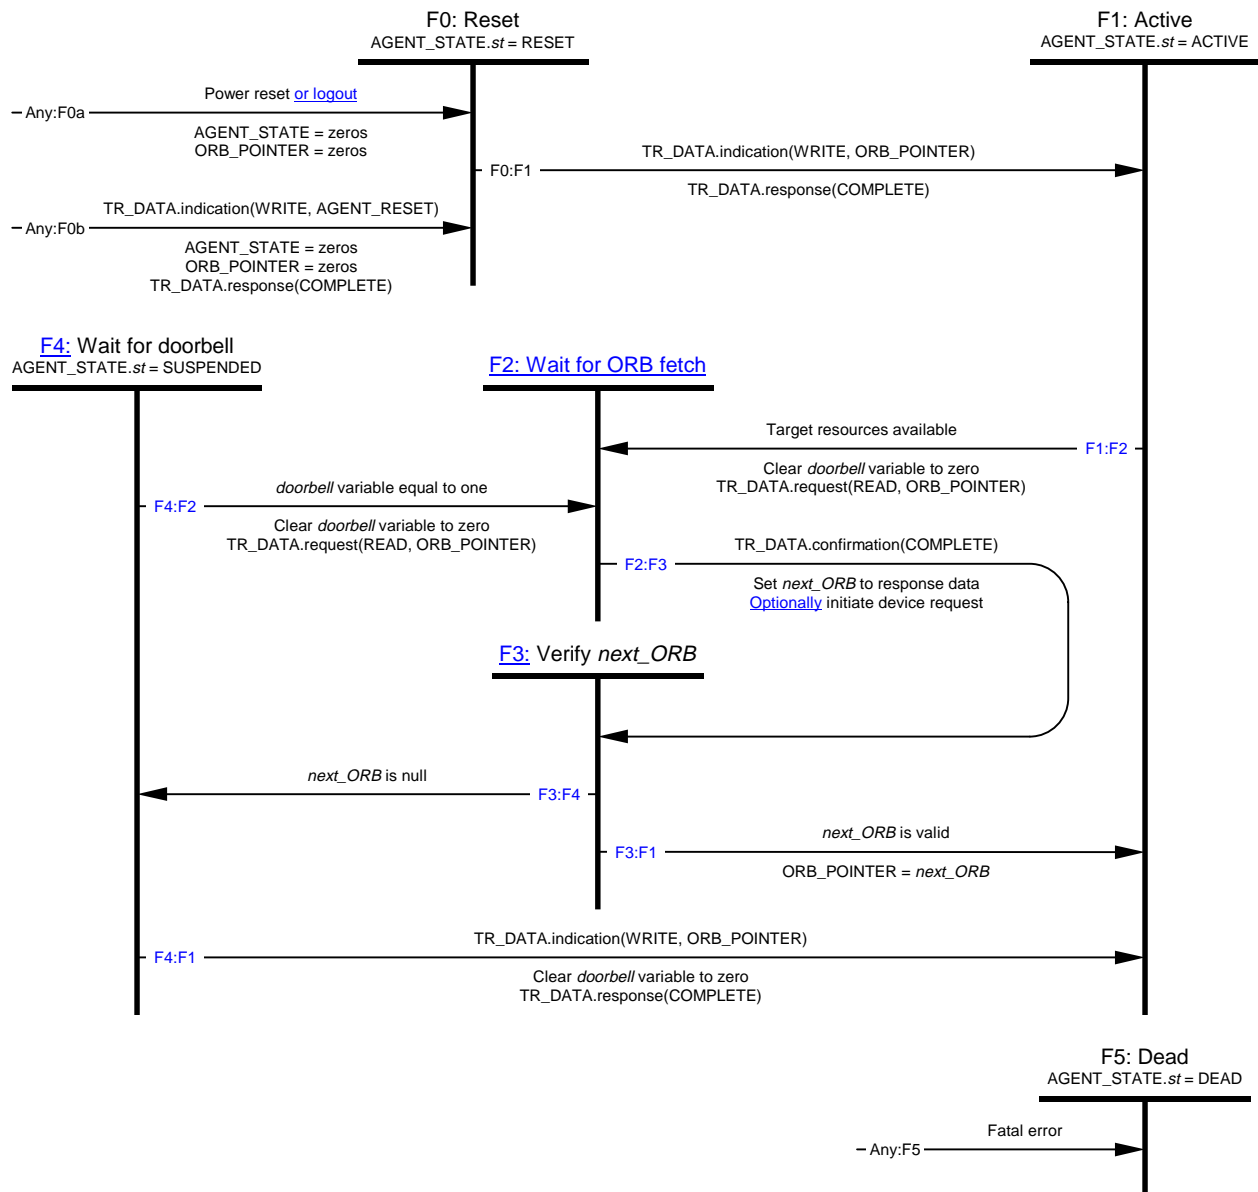 F0: Reset
AGENT_STATE.st = RESET
F1: Active
AGENT_STATE.st = ACTIVE
Power reset or logout
Any:F0a
AGENT_STATE = zeros
ORB_POINTER = zeros
TR_DATA.indication(WRITE, ORB_POINTER)
F0:F1
TR_DATA.response(COMPLETE)
TR_DATA.indication(WRITE, AGENT_RESET)
Any:F0b
AGENT_STATE = zeros
ORB_POINTER = zeros
TR_DATA.response(COMPLETE)
F4: Wait for doorbell
AGENT_STATE.st = SUSPENDED
F2: Wait for ORB fetch
Target resources available
F1:F2
Clear doorbell variable to zero
TR_DATA.request(READ, ORB_POINTER)
doorbell variable equal to one
F4:F2
Clear doorbell variable to zero
TR_DATA.request(READ, ORB_POINTER)
TR_DATA.confirmation(COMPLETE)
F2:F3
Set next_ORB to response data
Optionally initiate device request
F3: Verify next_ORB
next_ORB is null
F3:F4
next_ORB is valid
F3:F1
ORB_POINTER = next_ORB
TR_DATA.indication(WRITE, ORB_POINTER)
F4:F1
Clear doorbell variable to zero
TR_DATA.response(COMPLETE)
F5: Dead
AGENT_STATE.st = DEAD
Fatal error
Any:F5